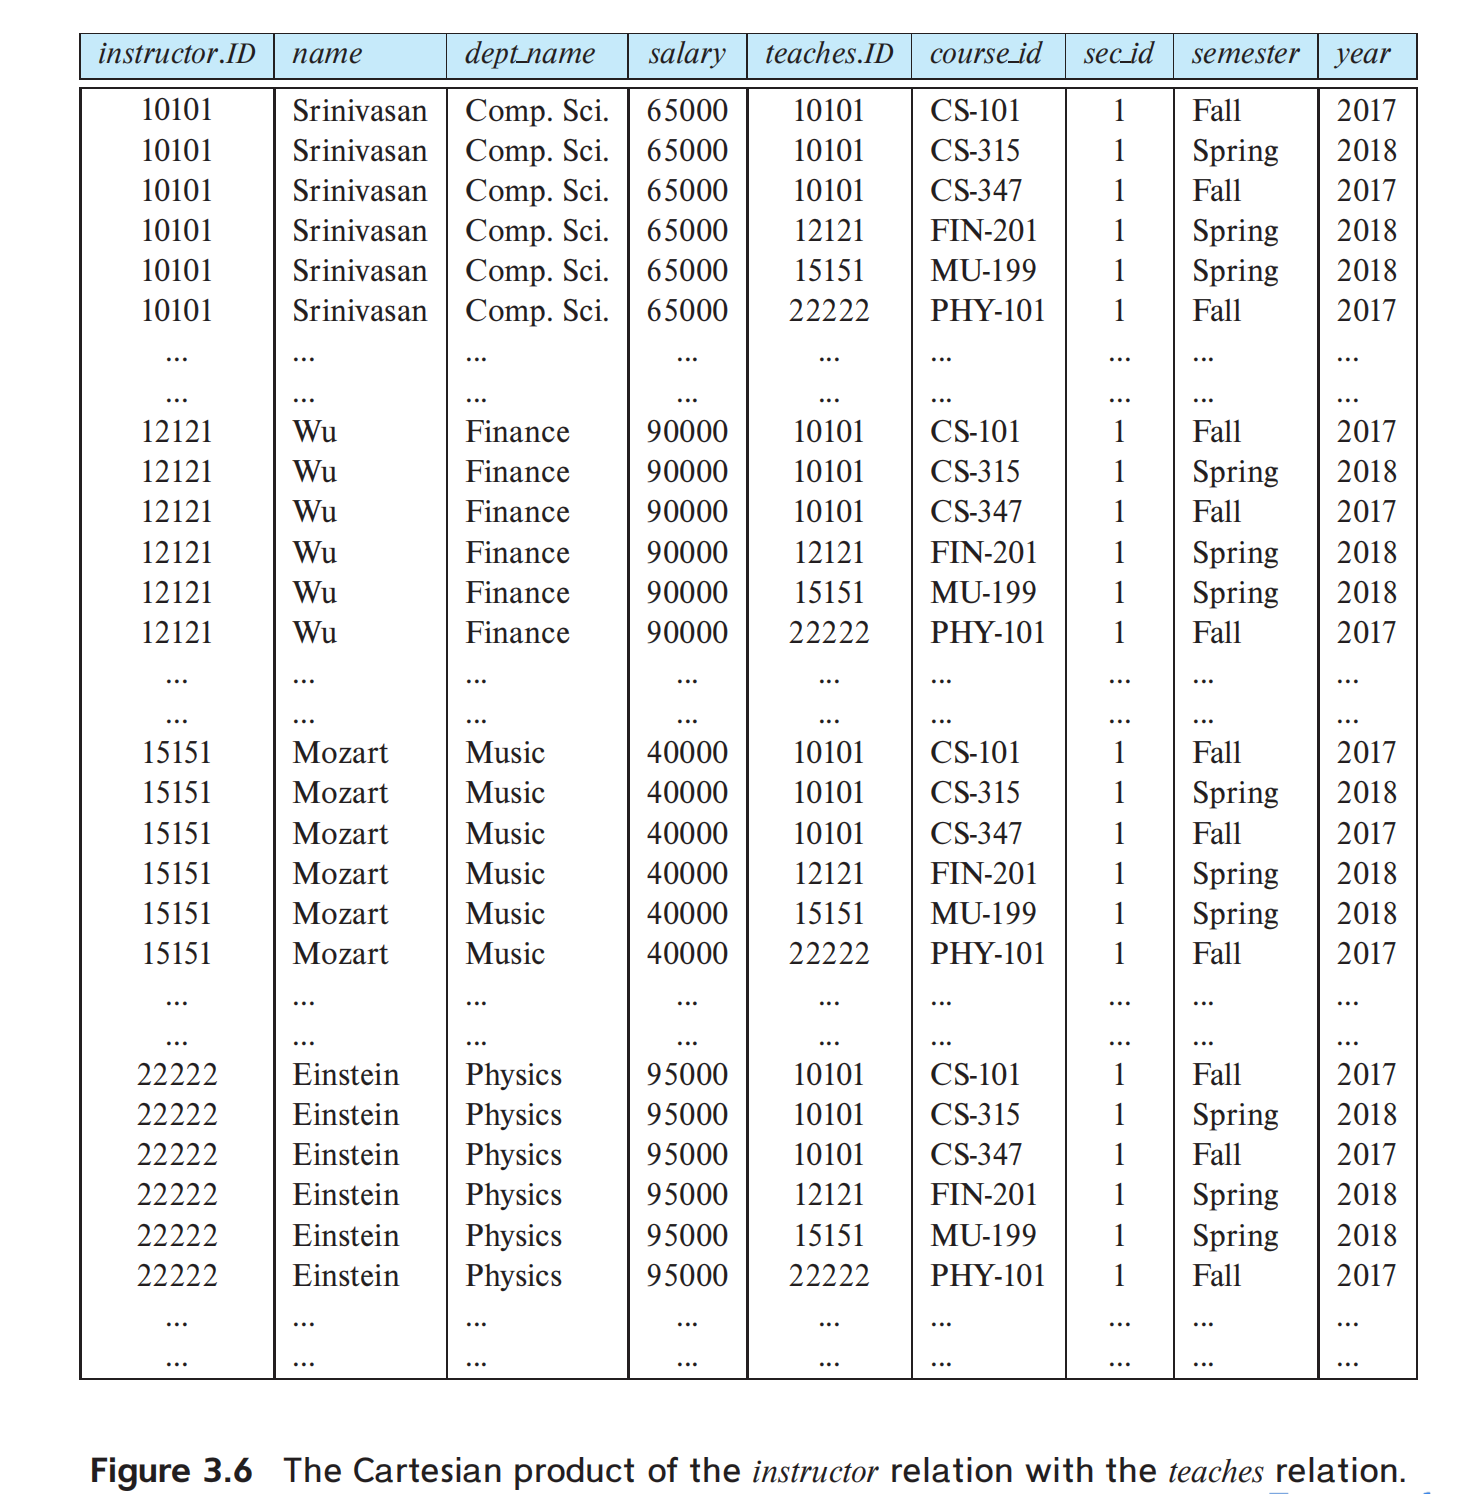 instructor.ID name dept_name salary teaches.ID course_id sec_id semester year
10101 Srinivasan Comp. Sci. 65000 10101 CS-101 1 Fall 2017
10101 Srinivasan Comp. Sci. 65000 10101 CS-315 1 Spring 2018
10101 Srinivasan Comp. Sci. 65000 10101 CS-347 1 Fall 2017
10101 Srinivasan Comp. Sci. 65000 12121 FIN-201 1 Spring 2018
10101 Srinivasan Comp. Sci. 65000 15151 MU-199 1 Spring 2018
10101 Srinivasan Comp. Sci. 65000 22222 PHY-101 1 Fall 2017
... ... ... ... ... ... ... ... ...
... ... ... ... ... ... ... ... ...
12121 Wu Finance 90000 10101 CS-101 1 Fall 2017
12121 Wu Finance 90000 10101 CS-315 1 Spring 2018
12121 Wu Finance 90000 10101 CS-347 1 Fall 2017
12121 Wu Finance 90000 12121 FIN-201 1 Spring 2018
12121 Wu Finance 90000 15151 MU-199 1 Spring 2018
12121 Wu Finance 90000 22222 PHY-101 1 Fall 2017
... ... ... ... ... ... ... ... ...
... ... ... ... ... ... ... ... ...
15151 Mozart Music 40000 10101 CS-101 1 Fall 2017
15151 Mozart Music 40000 10101 CS-315 1 Spring 2018
15151 Mozart Music 40000 10101 CS-347 1 Fall 2017
15151 Mozart Music 40000 12121 FIN-201 1 Spring 2018
15151 Mozart Music 40000 15151 MU-199 1 Spring 2018
15151 Mozart Music 40000 22222 PHY-101 1 Fall 2017
... ... ... ... ... ... ... ... ...
... ... ... ... ... ... ... ... ...
22222 Einstein Physics 95000 10101 CS-101 1 Fall 2017
22222 Einstein Physics 95000 10101 CS-315 1 Spring 2018
22222 Einstein Physics 95000 10101 CS-347 1 Fall 2017
22222 Einstein Physics 95000 12121 FIN-201 1 Spring 2018
22222 Einstein Physics 95000 15151 MU-199 1 Spring 2018
22222 Einstein Physics 95000 22222 PHY-101 1 Fall 2017
... ... ... ... ... ... ... ... ...
... ... ... ... ... ... ... ... ...
Figure 3.6 The Cartesian product of the instructor relation with the teaches relation.